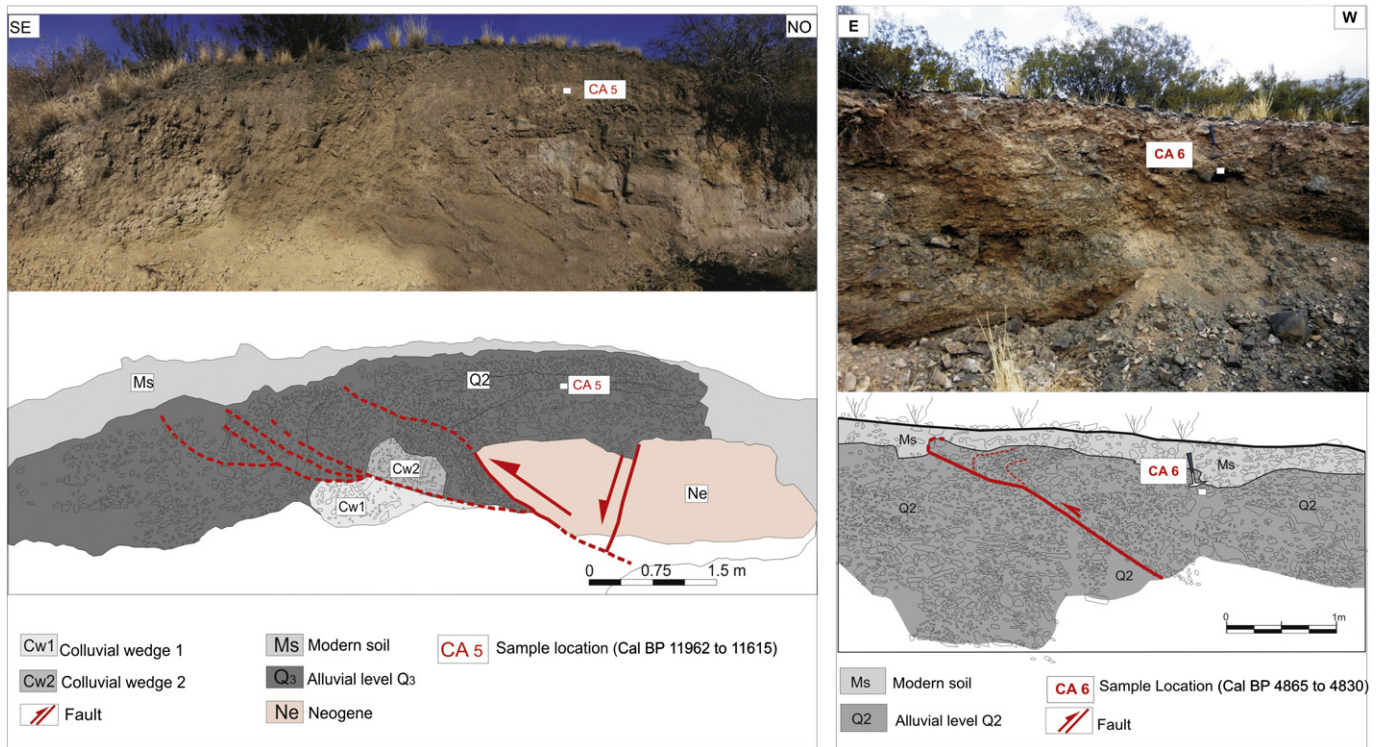 SE
NO
CA 5
Ms
Q2
CA 5
Cw2
Cw1
Ne
0 0.75 1.5 m
Cw1 Colluvial wedge 1
Cw2 Colluvial wedge 2
Fault
Ms Modern soil
Q3 Alluvial level Q3
Ne Neogene
CA 5 Sample location (Cal BP 11962 to 11615)
E
W
CA 6
Ms
CA 6
Ms
Q2
Q2
Q2
0 1m
Ms Modern soil
Q2 Alluvial level Q2
CA 6 Sample Location (Cal BP 4865 to 4830)
Fault